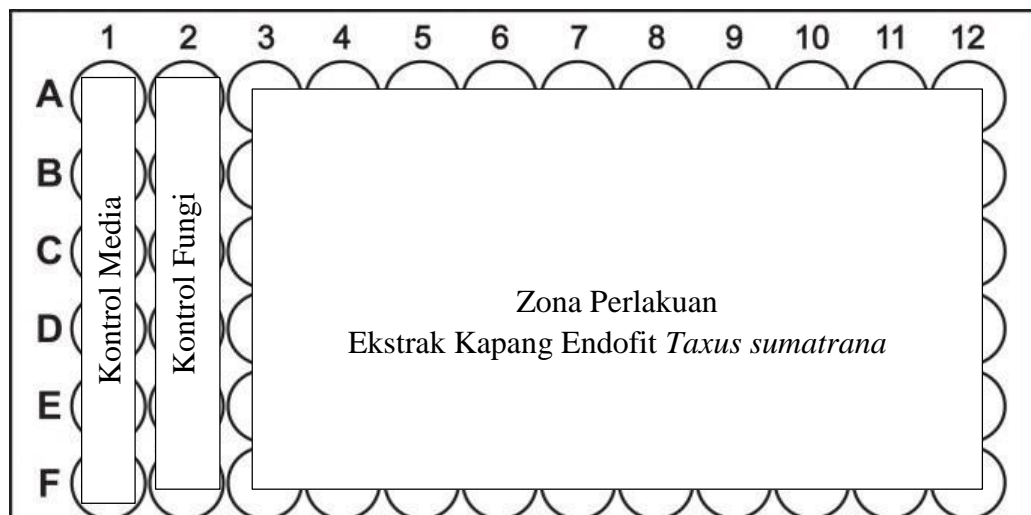 1 2 3 4 5 6 7 8 9 10 11 12
A
B
C
D
E
F
Kontrol Media
Kontrol Fungi
Zona Perlakuan
Ekstrak Kapang Endofit Taxus sumatrana